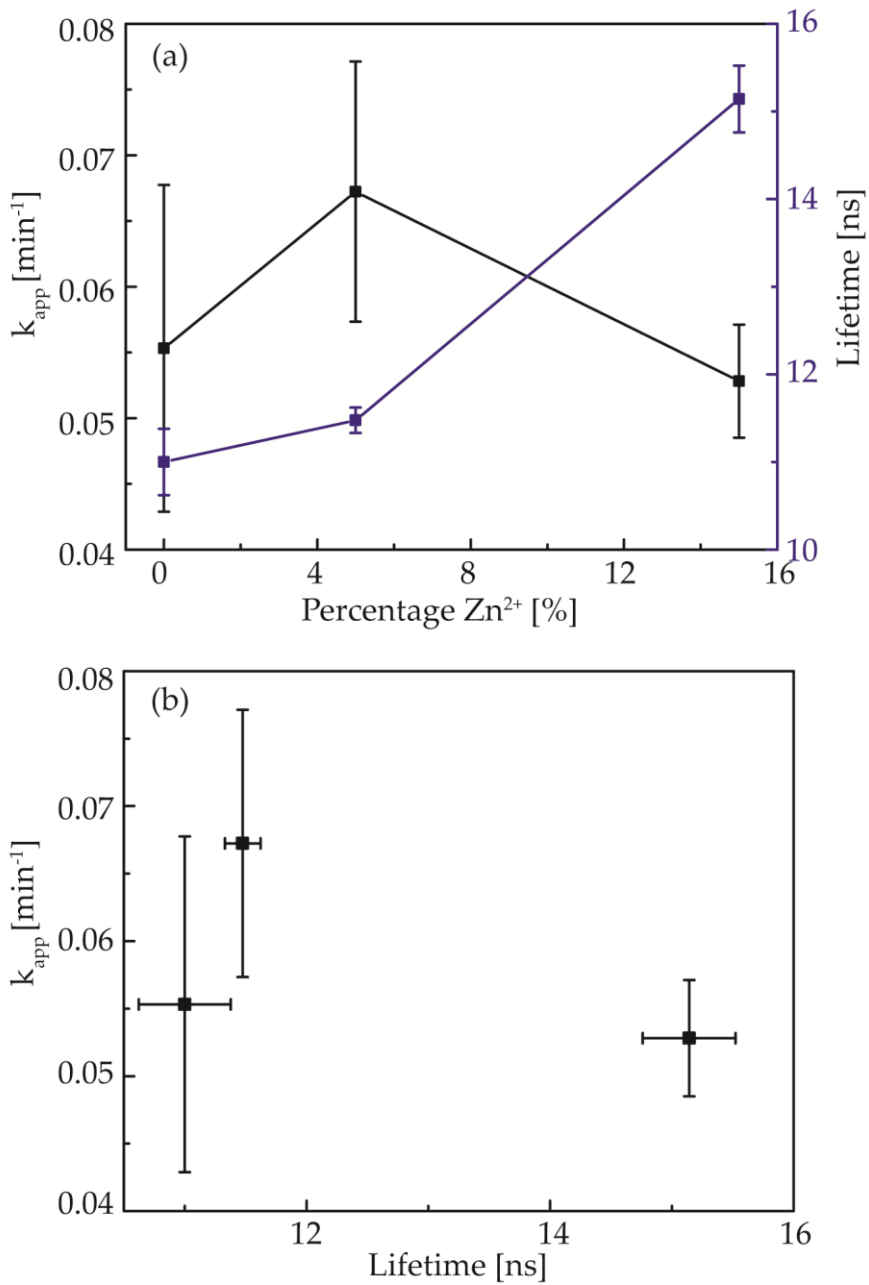 (a)
0.08
0.07
0.06
0.05
0.04
k_app [min⁻¹]
16
14
12
10
Lifetime [ns]
0 4 8 12 16
Percentage Zn²⁺ [%]
(b)
0.08
0.07
0.06
0.05
0.04
k_app [min⁻¹]
12 14 16
Lifetime [ns]